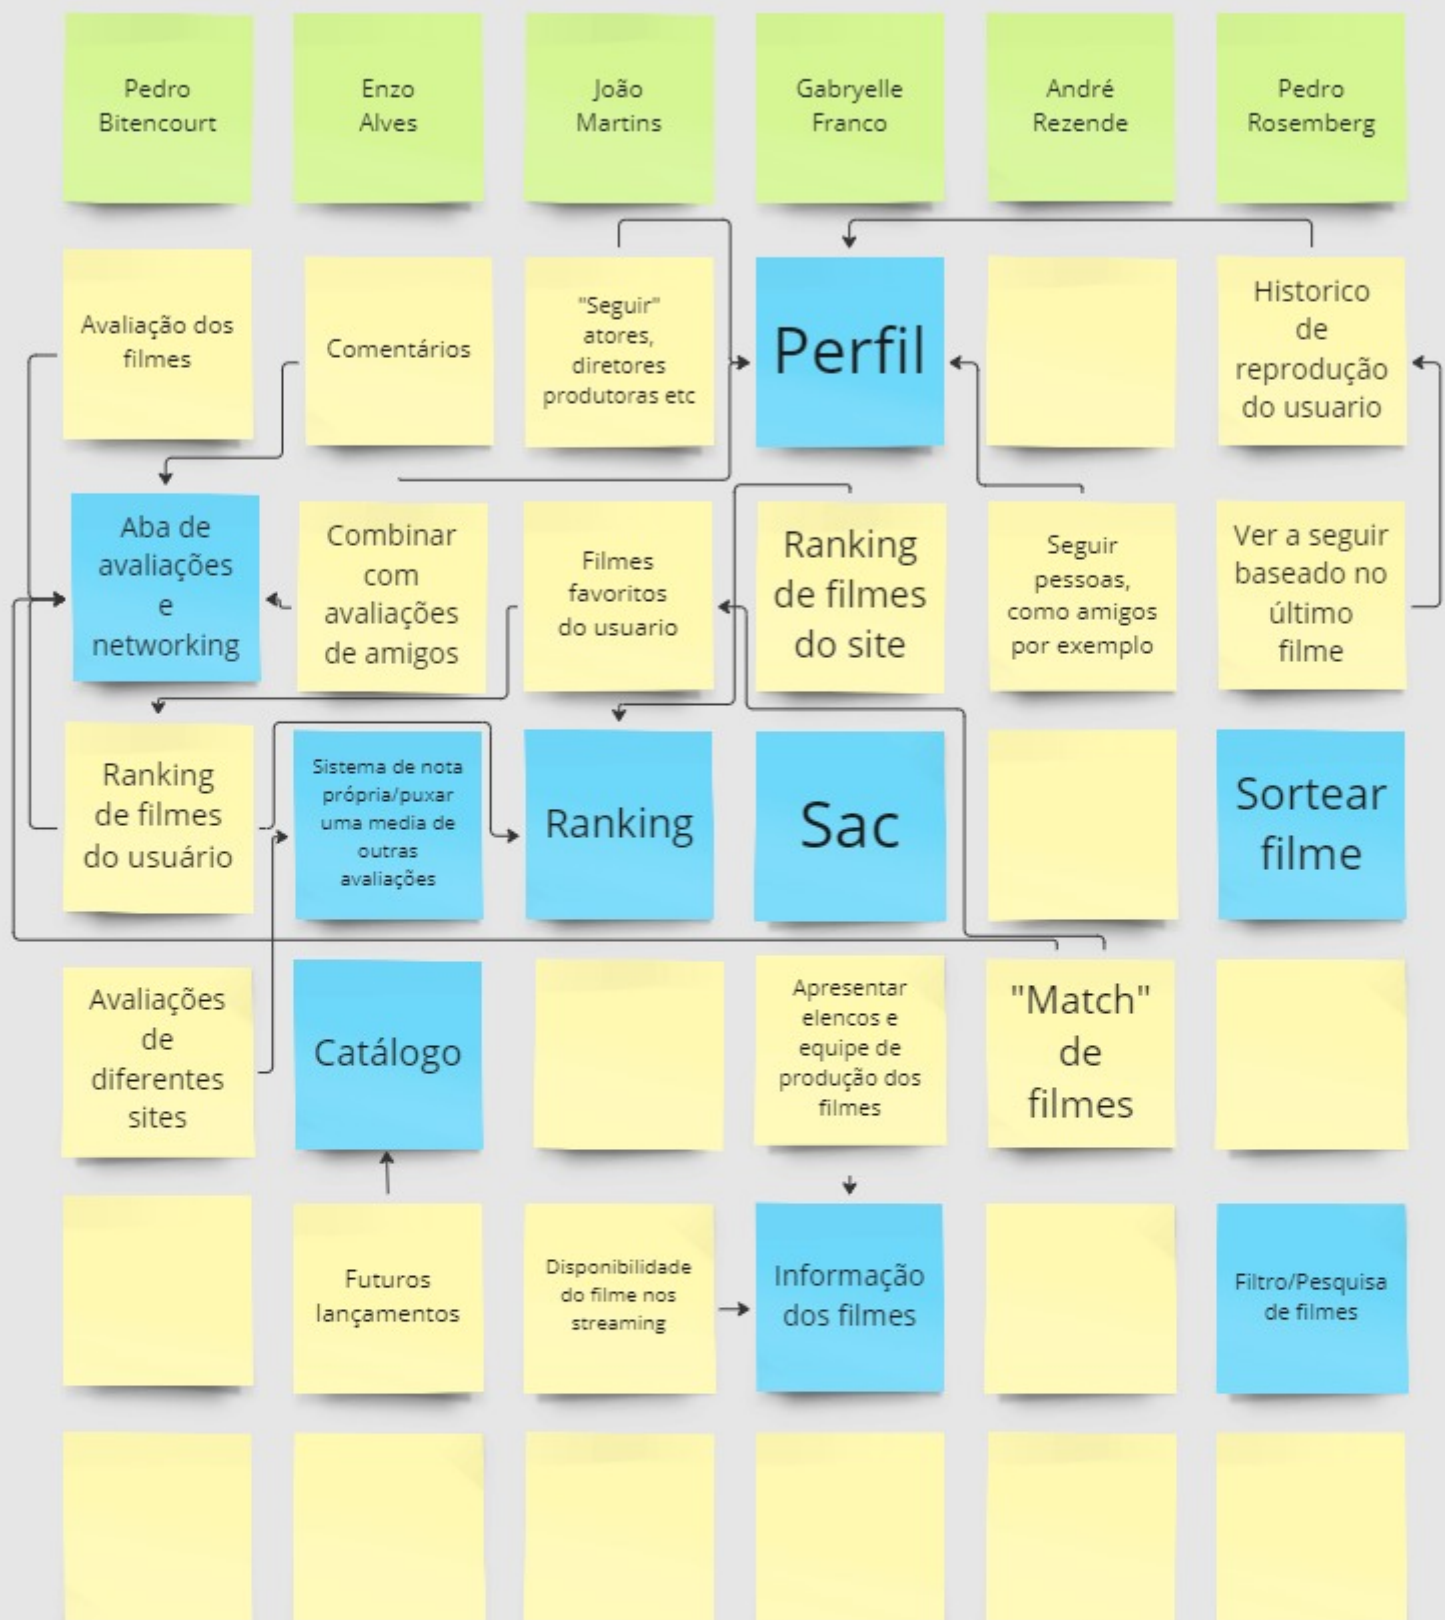 Pedro
Bitencourt
Enzo
Alves
João
Martins
Gabryelle
Franco
André
Rezende
Pedro
Rosemberg
Avaliação dos
filmes
Comentários
"Seguir"
atores,
diretores
produtoras etc
Perfil
Historico
de
reprodução
do usuario
Aba de
avaliações
e
networking
Combinar
com
avaliações
de amigos
Filmes
favoritos
do usuario
Ranking
de filmes
do site
Seguir
pessoas,
como amigos
por exemplo
Ver a seguir
baseado no
último
filme
Ranking
de filmes
do usuário
Sistema de nota
própria/puxar
uma media de
outras
avaliações
Ranking
Sac
Sortear
filme
Avaliações
de
diferentes
sites
Catálogo
Apresentar
elencos e
equipe de
produção dos
filmes
"Match"
de
filmes
Futuros
lançamentos
Disponibilidade
do filme nos
streaming
Informação
dos filmes
Filtro/Pesquisa
de filmes